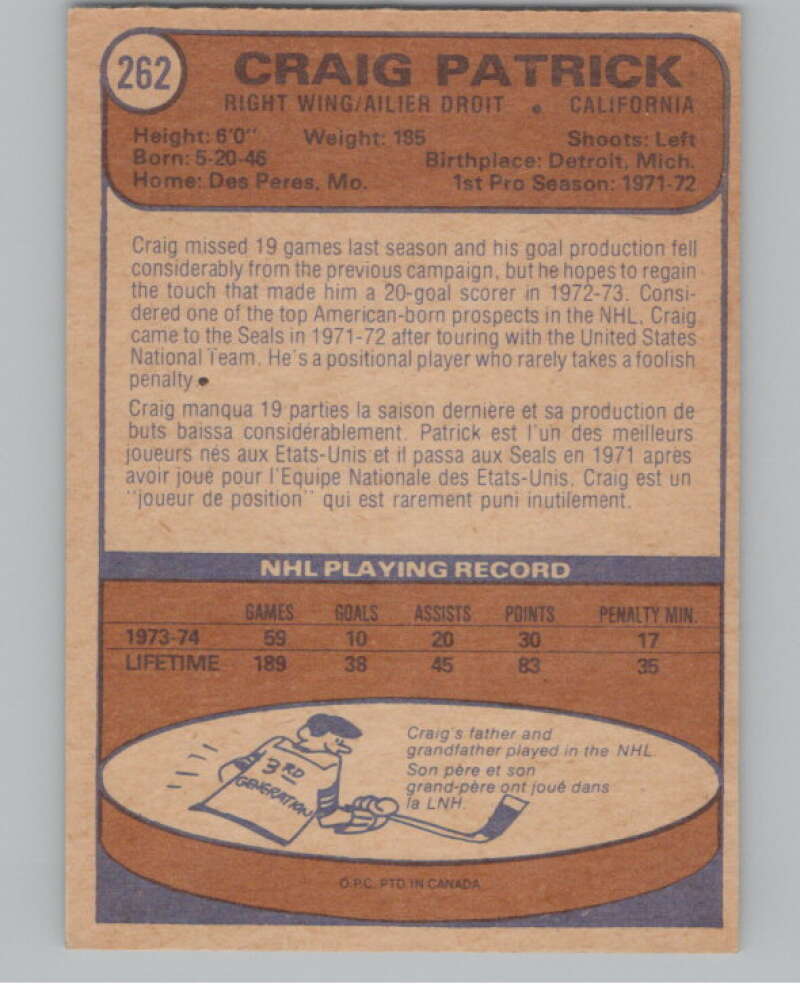 262
CRAIG PATRICK
RIGHT WING/AILIER DROIT • CALIFORNIA
Height: 6'0" Weight: 185 Shoots: Left
Born: 5-20-46 Birthplace: Detroit, Mich.
Home: Des Peres, Mo. 1st Pro Season: 1971-72
Craig missed 19 games last season and his goal production fell
considerably from the previous campaign, but he hopes to regain
the touch that made him a 20-goal scorer in 1972-73. Consi-
dered one of the top American-born prospects in the NHL, Craig
came to the Seals in 1971-72 after touring with the United States
National Team. He's a positional player who rarely takes a foolish
penalty.
Craig manqua 19 parties la saison dernière et sa production de
buts baissa considérablement. Patrick est l'un des meilleurs
joueurs nés aux Etats-Unis et il passa aux Seals en 1971 après
avoir joué pour l'Equipe Nationale des Etats-Unis. Craig est un
"joueur de position" qui est rarement puni inutilement.
NHL PLAYING RECORD
GAMES GOALS ASSISTS POINTS PENALTY MIN.
1973-74 59 10 20 30 17
LIFETIME 189 38 45 83 35
3RD
GENERATION
Craig's father and
grandfather played in the NHL.
Son père et son
grand-père ont joué dans
la LNH.
O.P.C. PTD IN CANADA